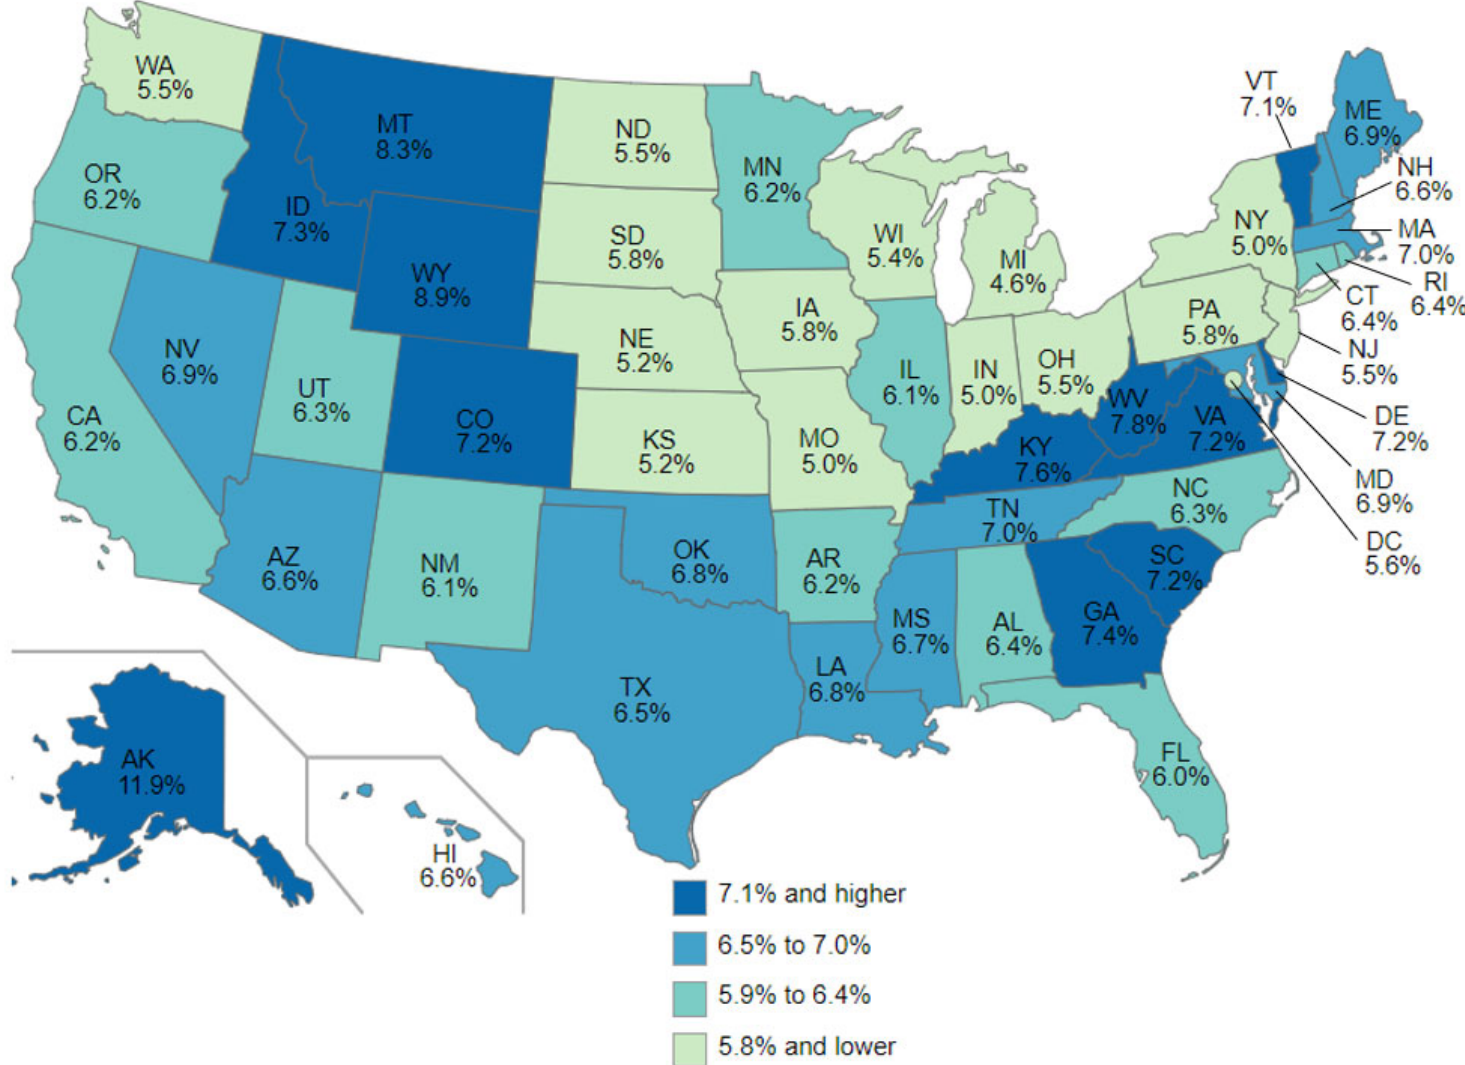 WA
5.5%
OR
6.2%
CA
6.2%
ID
7.3%
MT
8.3%
WY
8.9%
NV
6.9%
UT
6.3%
CO
7.2%
AZ
6.6%
NM
6.1%
ND
5.5%
SD
5.8%
NE
5.2%
KS
5.2%
OK
6.8%
TX
6.5%
MN
6.2%
IA
5.8%
MO
5.0%
AR
6.2%
LA
6.8%
WI
5.4%
IL
6.1%
MI
4.6%
IN
5.0%
OH
5.5%
KY
7.6%
TN
7.0%
MS
6.7%
AL
6.4%
GA
7.4%
FL
6.0%
SC
7.2%
NC
6.3%
VA
7.2%
WV
7.8%
PA
5.8%
NY
5.0%
VT
7.1%
ME
6.9%
NH
6.6%
MA
7.0%
RI
6.4%
CT
6.4%
NJ
5.5%
DE
7.2%
MD
6.9%
DC
5.6%
AK
11.9%
HI
6.6%
7.1% and higher
6.5% to 7.0%
5.9% to 6.4%
5.8% and lower